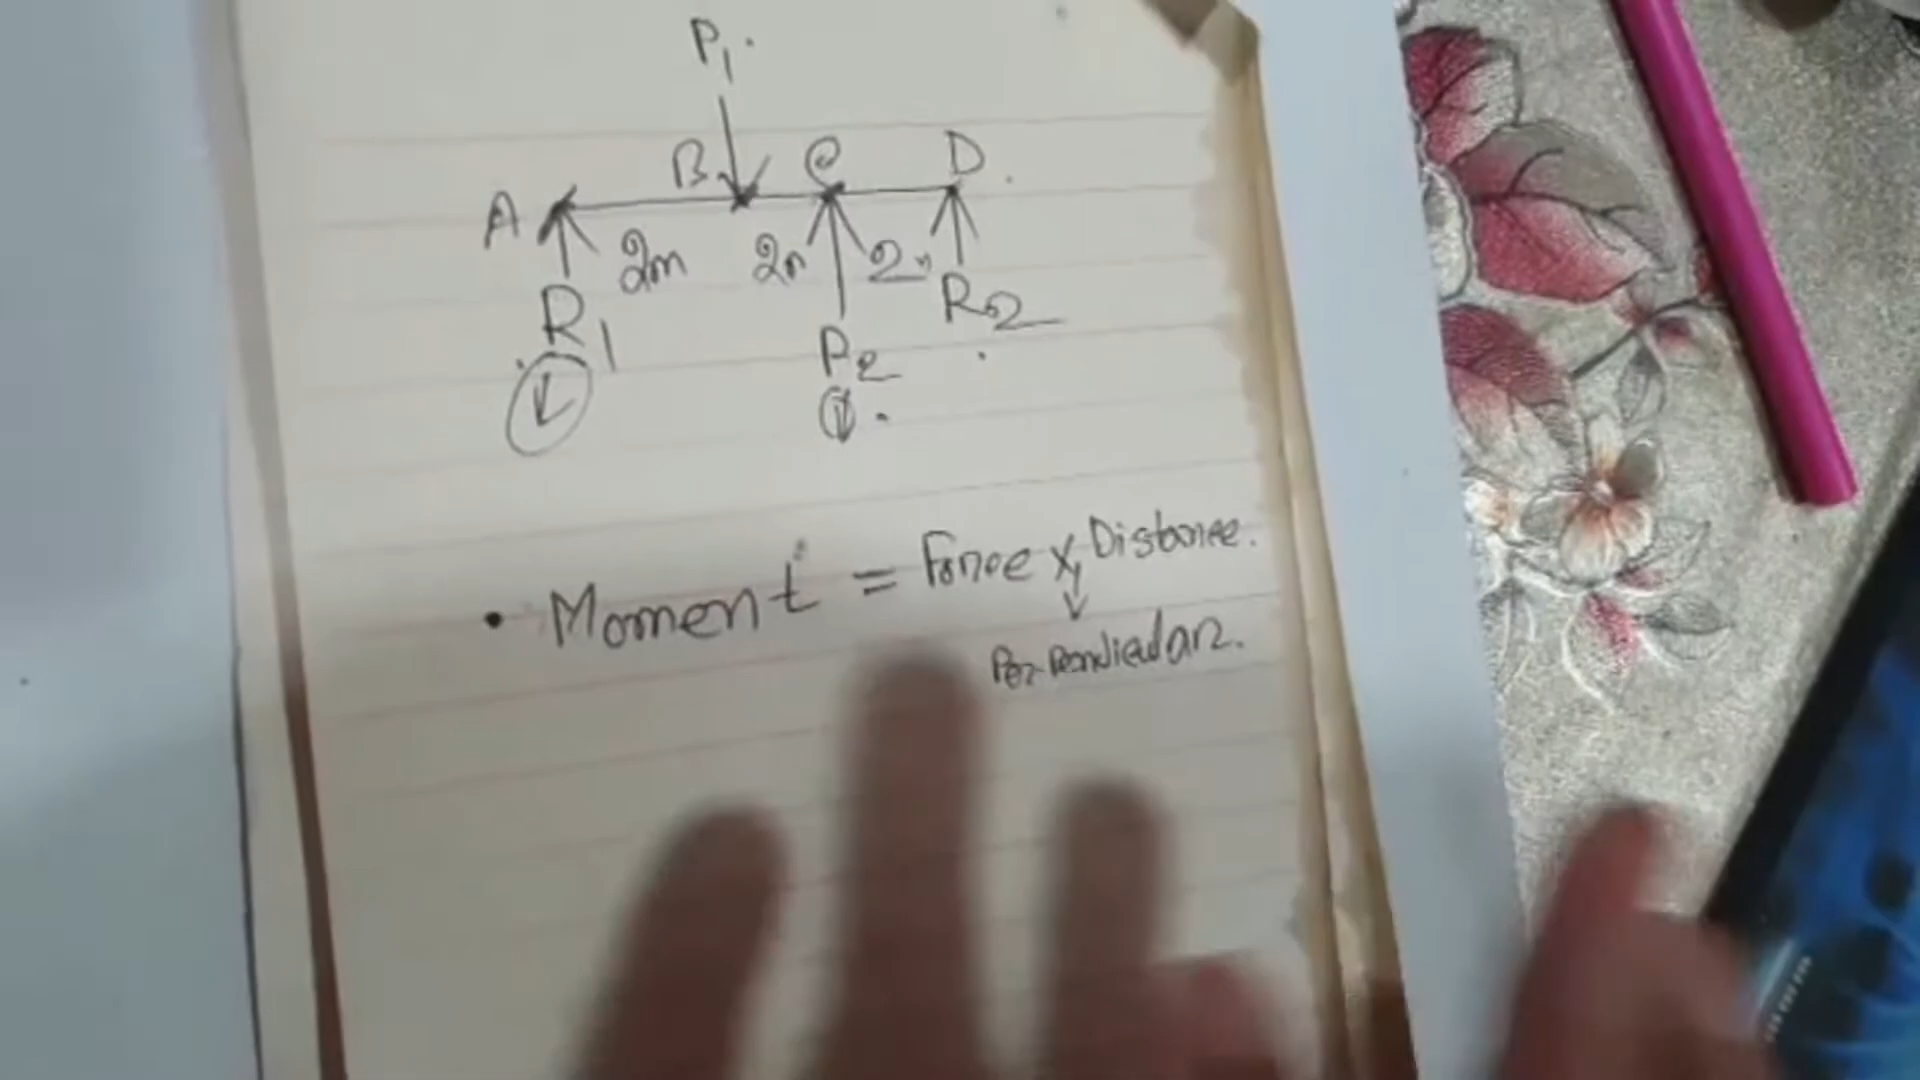 P1
B C D
A
2m 2m 2m
R1 P2 R2
• Moment = Force x Distance.
Perpendicular.